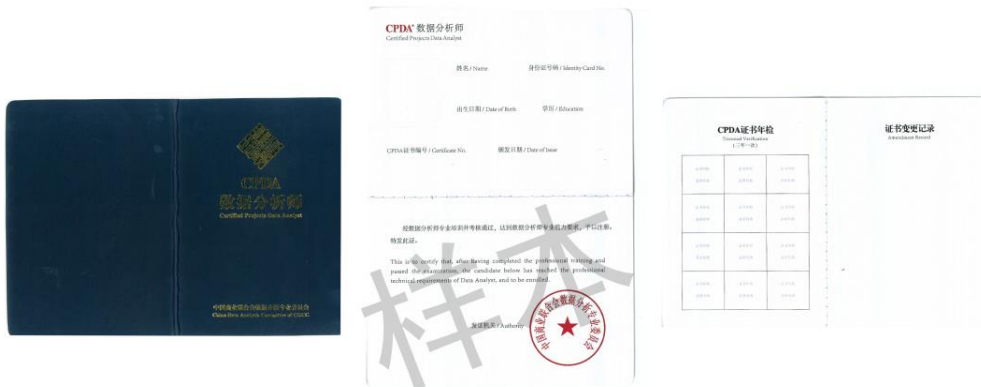 CPDA
数据分析师
Certified Projects Data Analyst
中国商业联合会数据分析专业委员会
China Data Analysis Committee of CGCC
CPDA® 数据分析师
Certified Projects Data Analyst
姓名 / Name
身份证号码 / Identity Card No.
出生日期 / Date of Birth
学历 / Education
CPDA证书编号 / Certificate No.
颁发日期 / Date of Issue
经数据分析师专业培训并考核通过，达到数据分析师专业能力要求，予以注册。
特发此证。
This is to certify that, after having completed the professional training and
passed the examination, the candidate below has reached the professional
technical requirements of Data Analyst, and to be enrolled.
发证机关 / Authority
中国商业联合会数据分析专业委员会
样本
CPDA证书年检
Triennial Verification
(三年一次)
证书变更记录
Amendment Record